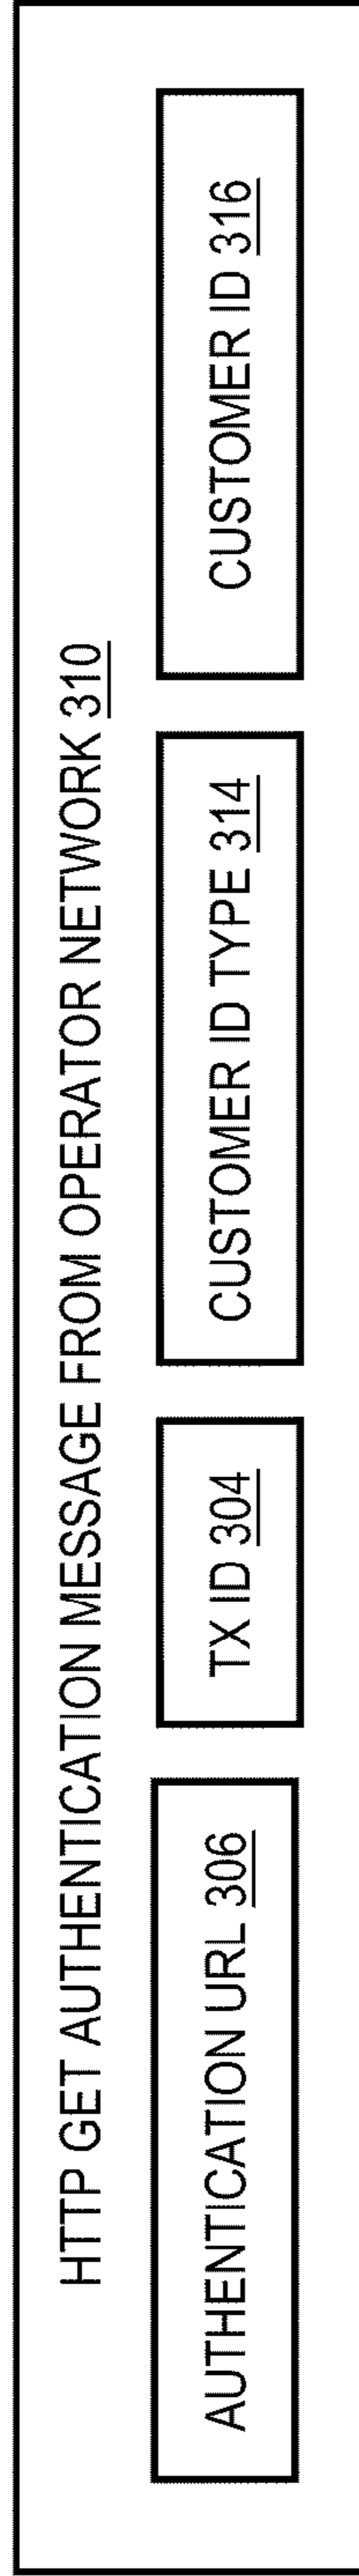 HTTP GET AUTHENTICATION MESSAGE FROM OPERATOR NETWORK 310
AUTHENTICATION URL 306
TX ID 304
CUSTOMER ID TYPE 314
CUSTOMER ID 316